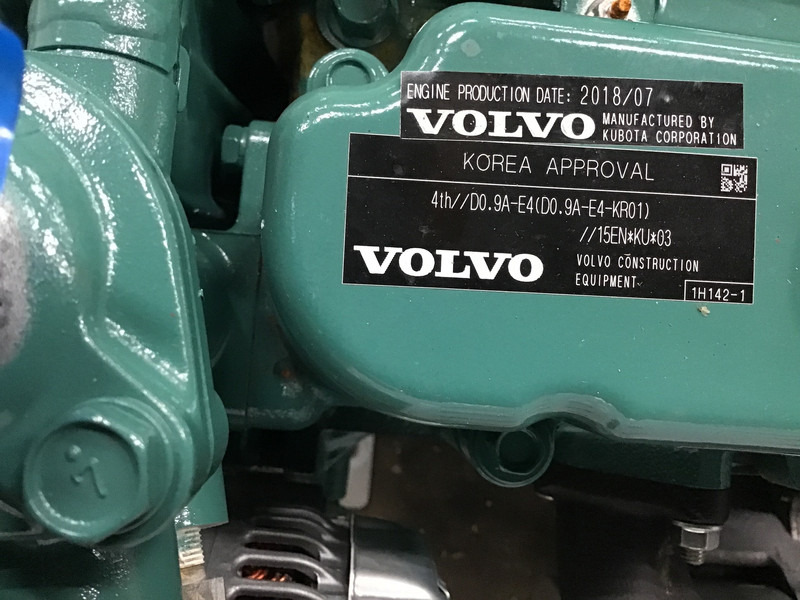 ENGINE PRODUCTION DATE: 2018/07
VOLVO MANUFACTURED BY
KUBOTA CORPORATION
KOREA APPROVAL
4th//D0.9A-E4(D0.9A-E4-KR01)
//15EN*KU*03
VOLVO VOLVO CONSTRUCTION
EQUIPMENT
1H142-1
7